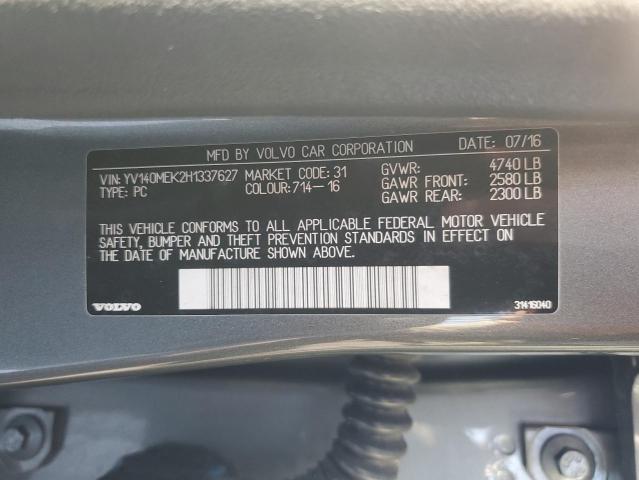 MFD BY VOLVO CAR CORPORATION DATE: 07/16
VIN: YV140MEK2H1337627 MARKET CODE: 31 GVWR: 4740 LB
TYPE: PC COLOUR: 714-16 GAWR FRONT: 2580 LB
GAWR REAR: 2300 LB
THIS VEHICLE CONFORMS TO ALL APPLICABLE FEDERAL MOTOR VEHICLE
SAFETY, BUMPER AND THEFT PREVENTION STANDARDS IN EFFECT ON
THE DATE OF MANUFACTURE SHOWN ABOVE.
VOLVO 31416040